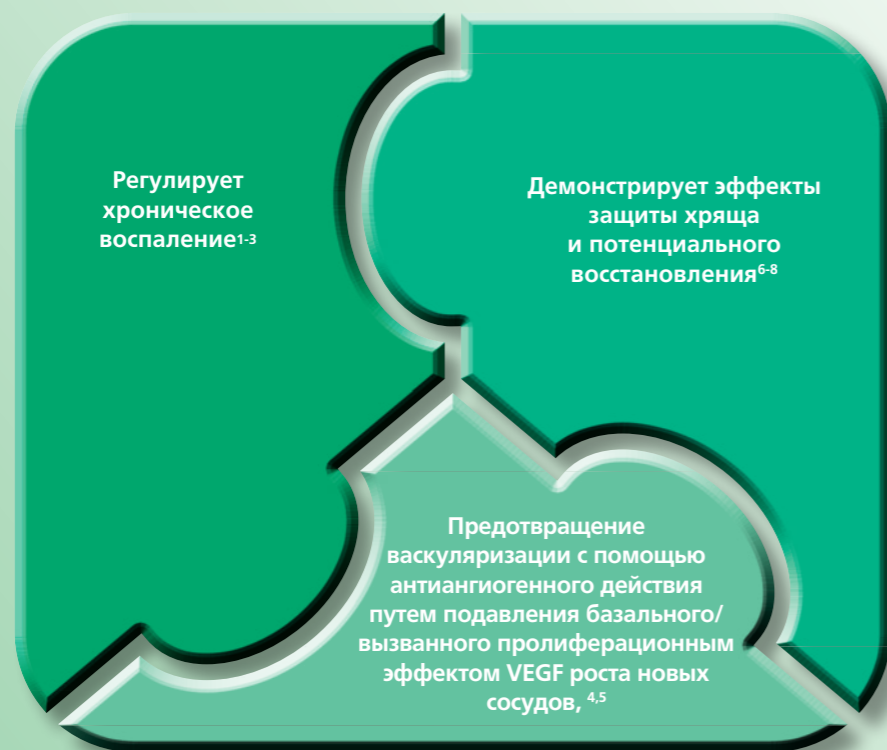 Регулирует
хроническое
воспаление1-3
Демонстрирует эффекты
защиты хряща
и потенциального
восстановления6-8
Предотвращение
васкуляризации с помощью
антиангиогенного действия
путем подавления базального/
вызванного пролиферационным
эффектом VEGF роста новых
сосудов, 4,5